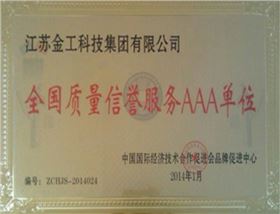 江苏金工科技集团有限公司
全国质量信誉服务AAA单位
中国国际经济技术合作促进会品牌促进中心
编号：ZCHJS-2014024
2014年1月